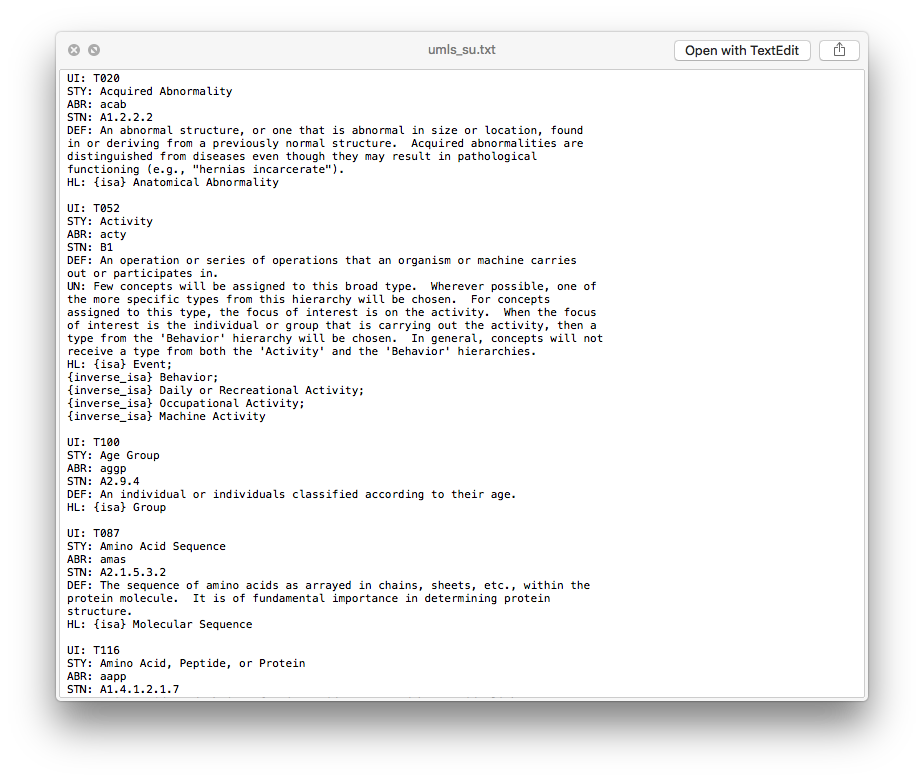 umls_su.txt
Open with TextEdit
UI: T020
STY: Acquired Abnormality
ABR: acab
STN: A1.2.2.2
DEF: An abnormal structure, or one that is abnormal in size or location, found
in or deriving from a previously normal structure.  Acquired abnormalities are
distinguished from diseases even though they may result in pathological
functioning (e.g., "hernias incarcerate").
HL: {isa} Anatomical Abnormality

UI: T052
STY: Activity
ABR: acty
STN: B1
DEF: An operation or series of operations that an organism or machine carries
out or participates in.
UN: Few concepts will be assigned to this broad type.  Wherever possible, one of
the more specific types from this hierarchy will be chosen.  For concepts
assigned to this type, the focus of interest is on the activity.  When the focus
of interest is the individual or group that is carrying out the activity, then a
type from the 'Behavior' hierarchy will be chosen.  In general, concepts will not
receive a type from both the 'Activity' and the 'Behavior' hierarchies.
HL: {isa} Event;
{inverse_isa} Behavior;
{inverse_isa} Daily or Recreational Activity;
{inverse_isa} Occupational Activity;
{inverse_isa} Machine Activity

UI: T100
STY: Age Group
ABR: aggp
STN: A2.9.4
DEF: An individual or individuals classified according to their age.
HL: {isa} Group

UI: T087
STY: Amino Acid Sequence
ABR: amas
STN: A2.1.5.3.2
DEF: The sequence of amino acids as arrayed in chains, sheets, etc., within the
protein molecule.  It is of fundamental importance in determining protein
structure.
HL: {isa} Molecular Sequence

UI: T116
STY: Amino Acid, Peptide, or Protein
ABR: aapp
STN: A1.4.1.2.1.7